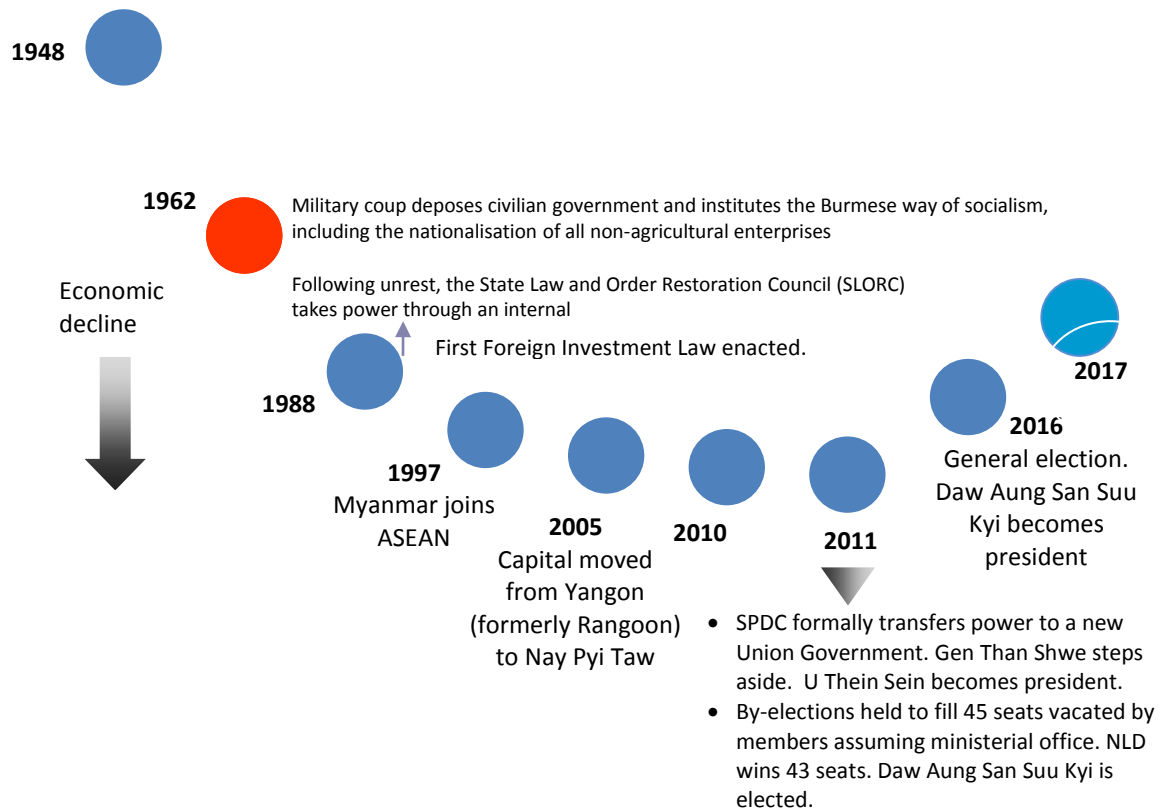 1948
1962
Military coup deposes civilian government and institutes the Burmese way of socialism,
including the nationalisation of all non-agricultural enterprises
Economic
decline
Following unrest, the State Law and Order Restoration Council (SLORC)
takes power through an internal
First Foreign Investment Law enacted.
1988
1997
Myanmar joins
ASEAN
2005
Capital moved
from Yangon
(formerly Rangoon)
to Nay Pyi Taw
2010
2011
• SPDC formally transfers power to a new
Union Government. Gen Than Shwe steps
aside. U Thein Sein becomes president.
• By-elections held to fill 45 seats vacated by
members assuming ministerial office. NLD
wins 43 seats. Daw Aung San Suu Kyi is
elected.
2016
General election.
Daw Aung San Suu
Kyi becomes
president
2017